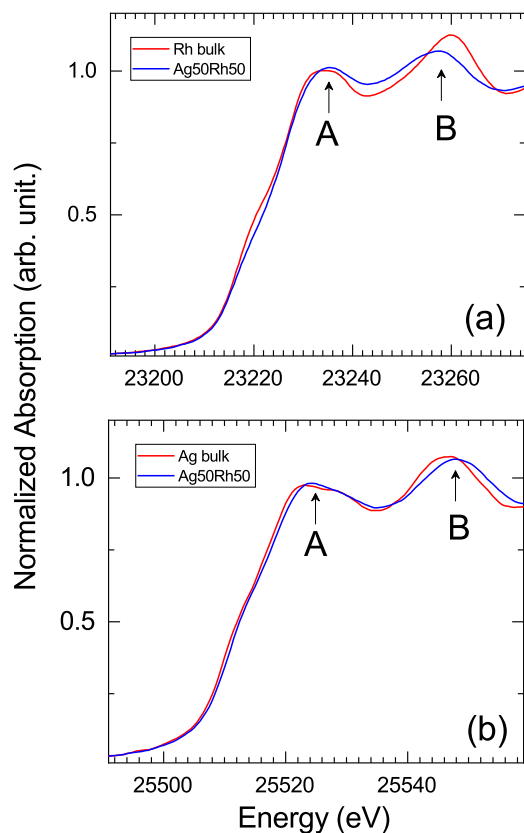 Rh bulk
Ag50Rh50
1.0
0.5
A
B
(a)
23200 23220 23240 23260
Normalized Absorption (arb. unit.)
Ag bulk
Ag50Rh50
1.0
0.5
A
B
(b)
25500 25520 25540
Energy (eV)